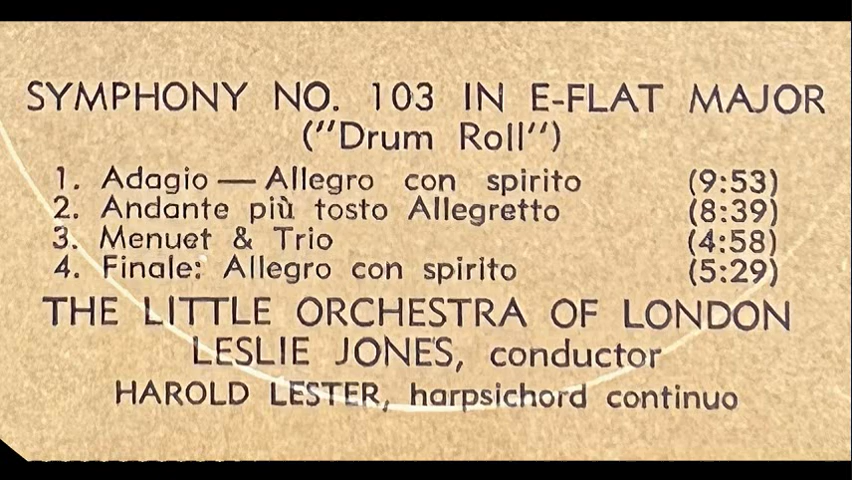 SYMPHONY NO. 103 IN E-FLAT MAJOR
("Drum Roll")
1. Adagio — Allegro con spirito (9:53)
2. Andante più tosto Allegretto (8:39)
3. Menuet & Trio (4:58)
4. Finale: Allegro con spirito (5:29)
THE LITTLE ORCHESTRA OF LONDON
LESLIE JONES, conductor
HAROLD LESTER, harpsichord continuo